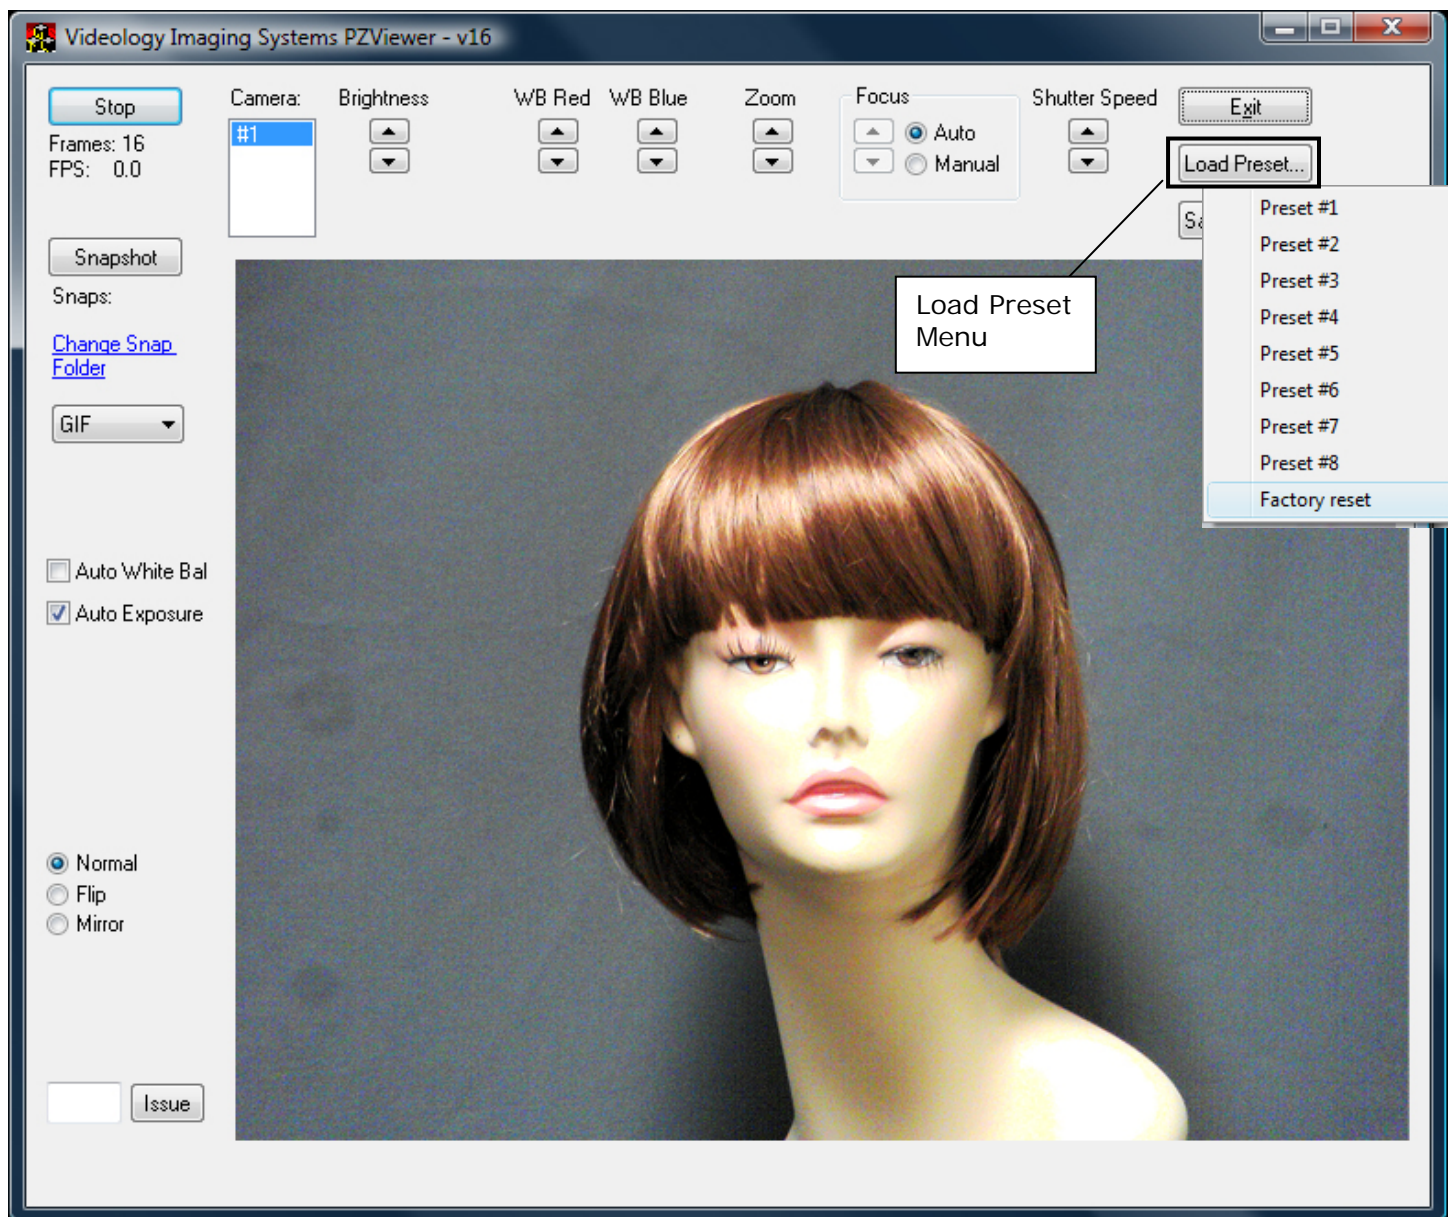 Videology Imaging Systems PZViewer - v16
Stop
Camera:
Brightness
WB Red
WB Blue
Zoom
Focus
Shutter Speed
Exit
#1
Auto
Manual
Frames: 16
FPS: 0.0
Load Preset...
Sa
Preset #1
Preset #2
Preset #3
Preset #4
Preset #5
Preset #6
Preset #7
Preset #8
Factory reset
Load Preset
Menu
Snapshot
Snaps:
Change Snap
Folder
GIF
Auto White Bal
Auto Exposure
Normal
Flip
Mirror
Issue